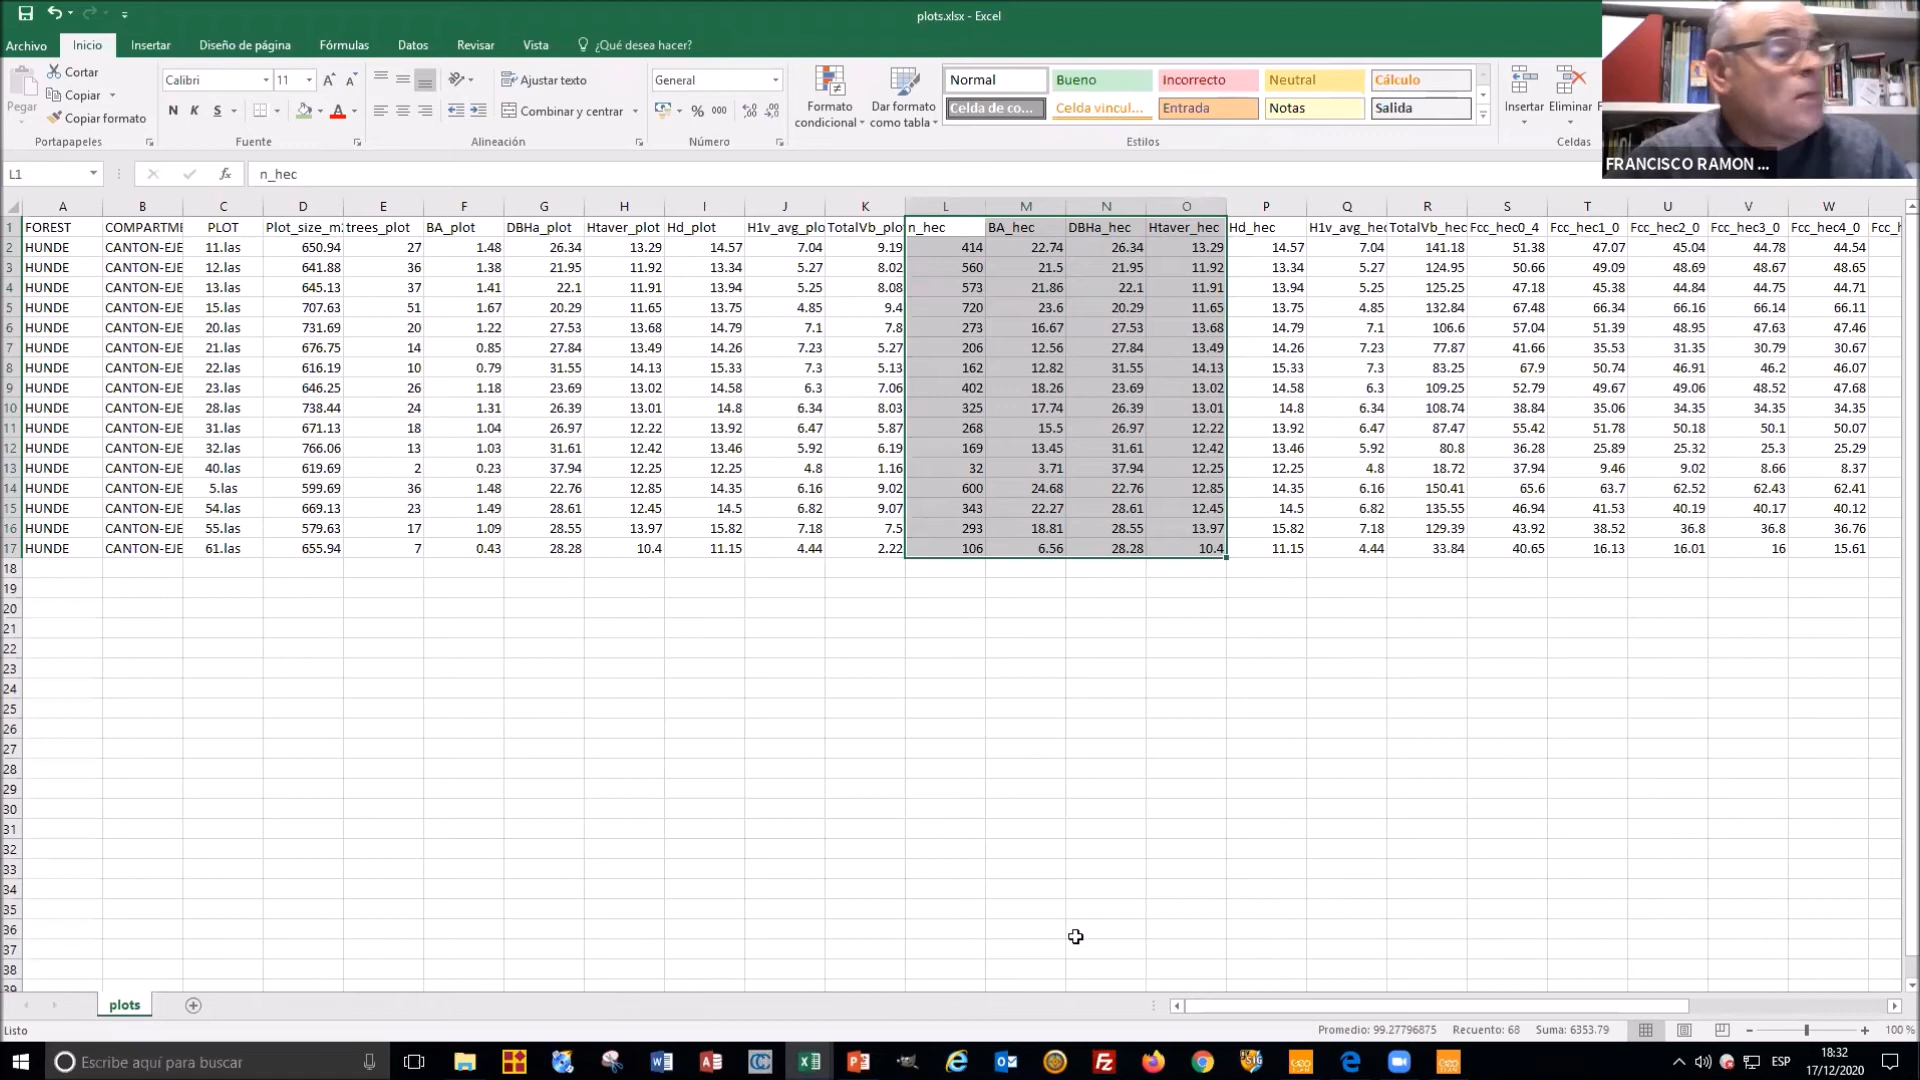 plots.xlsx - Excel
Archivo Inicio Insertar Diseño de página Fórmulas Datos Revisar Vista ¿Qué desea hacer?
Pegar Cortar Copiar Copiar formato
Calibri 11 N K S
Ajustar texto
Combinar y centrar
General
% 000
Formato condicional
Dar formato como tabla
Normal Bueno Incorrecto Neutral Cálculo
Celda de co... Celda vincul... Entrada Notas Salida
Insertar Eliminar
Portapapeles Fuente Alineación Número Estilos Celdas
FRANCISCO RAMON ...
L1 fx n_hec
A B C D E F G H I J K L M N O P Q R S T U V W
1 FOREST COMPARTME PLOT Plot_size_m2 trees_plot BA_plot DBHa_plot Htaver_plot Hd_plot H1v_avg_plo TotalVb_plo n_hec BA_hec DBHa_hec Htaver_hec Hd_hec H1v_avg_hec TotalVb_hec Fcc_hec0_4 Fcc_hec1_0 Fcc_hec2_0 Fcc_hec3_0 Fcc_hec4_0 Fcc_h
2 HUNDE CANTON-EJE 11.las 650.94 27 1.48 26.34 13.29 14.57 7.04 9.19 414 22.74 26.34 13.29 14.57 7.04 141.18 51.38 47.07 45.04 44.78 44.54
3 HUNDE CANTON-EJE 12.las 641.88 36 1.38 21.95 11.92 13.34 5.27 8.02 560 21.5 21.95 11.92 13.34 5.27 124.95 50.66 49.09 48.69 48.67 48.65
4 HUNDE CANTON-EJE 13.las 645.13 37 1.41 22.1 11.91 13.94 5.25 8.08 573 21.86 22.1 11.91 13.94 5.25 125.25 47.18 45.38 44.84 44.75 44.71
5 HUNDE CANTON-EJE 15.las 707.63 51 1.67 20.29 11.65 13.75 4.85 9.4 720 23.6 20.29 11.65 13.75 4.85 132.84 67.48 66.34 66.16 66.14 66.11
6 HUNDE CANTON-EJE 20.las 731.69 20 1.22 27.53 13.68 14.79 7.1 7.8 273 16.67 27.53 13.68 14.79 7.1 106.6 57.04 51.39 48.95 47.63 47.46
7 HUNDE CANTON-EJE 21.las 676.75 14 0.85 27.84 13.49 14.26 7.23 5.27 206 12.56 27.84 13.49 14.26 7.23 77.87 41.66 35.53 31.35 30.79 30.67
8 HUNDE CANTON-EJE 22.las 616.19 10 0.79 31.55 14.13 15.33 7.3 5.13 162 12.82 31.55 14.13 15.33 7.3 83.25 67.9 50.74 46.91 46.2 46.07
9 HUNDE CANTON-EJE 23.las 646.25 26 1.18 23.69 13.02 14.58 6.3 7.06 402 18.26 23.69 13.02 14.58 6.3 109.25 52.79 49.67 49.06 48.52 47.68
10 HUNDE CANTON-EJE 28.las 738.44 24 1.31 26.39 13.01 14.8 6.34 8.03 325 17.74 26.39 13.01 14.8 6.34 108.74 38.84 35.06 34.35 34.35 34.35
11 HUNDE CANTON-EJE 31.las 671.13 18 1.04 26.97 12.22 13.92 6.47 5.87 268 15.5 26.97 12.22 13.92 6.47 87.47 55.42 51.89 50.18 50.1 50.07
12 HUNDE CANTON-EJE 32.las 766.06 13 1.03 31.61 12.42 13.46 5.92 6.19 169 13.45 31.61 12.42 13.46 5.92 80.8 36.28 25.78 25.32 25.3 25.29
13 HUNDE CANTON-EJE 40.las 619.69 2 0.23 37.94 12.25 12.25 4.8 1.16 32 3.71 37.94 12.25 12.25 4.8 18.72 37.94 9.46 9.02 8.66 8.37
14 HUNDE CANTON-EJE 5.las 599.69 36 1.48 22.76 12.85 14.35 6.16 9.02 600 24.68 22.76 12.85 14.35 6.16 150.41 65.6 63.7 62.52 62.43 62.41
15 HUNDE CANTON-EJE 54.las 669.13 23 1.49 28.61 12.45 14.5 6.82 9.07 343 22.27 28.61 12.45 14.5 6.82 135.55 46.94 41.53 40.19 40.17 40.12
16 HUNDE CANTON-EJE 55.las 579.63 17 1.09 28.55 13.97 15.82 7.18 7.5 293 18.81 28.55 13.97 15.82 7.18 129.39 43.92 38.52 36.8 36.8 36.76
17 HUNDE CANTON-EJE 61.las 655.94 7 0.43 28.28 10.4 11.15 4.44 2.22 106 6.56 28.28 10.4 11.15 4.44 33.84 40.65 16.13 16.01 16 15.61
18
19
20
21
22
23
24
25
26
27
28
29
30
31
32
33
34
35
36
37
38
39
plots
Listo Promedio: 99.27796875 Recuento: 68 Suma: 6353.79 100 %
Escribe aquí para buscar ESP 18:32
17/12/2020